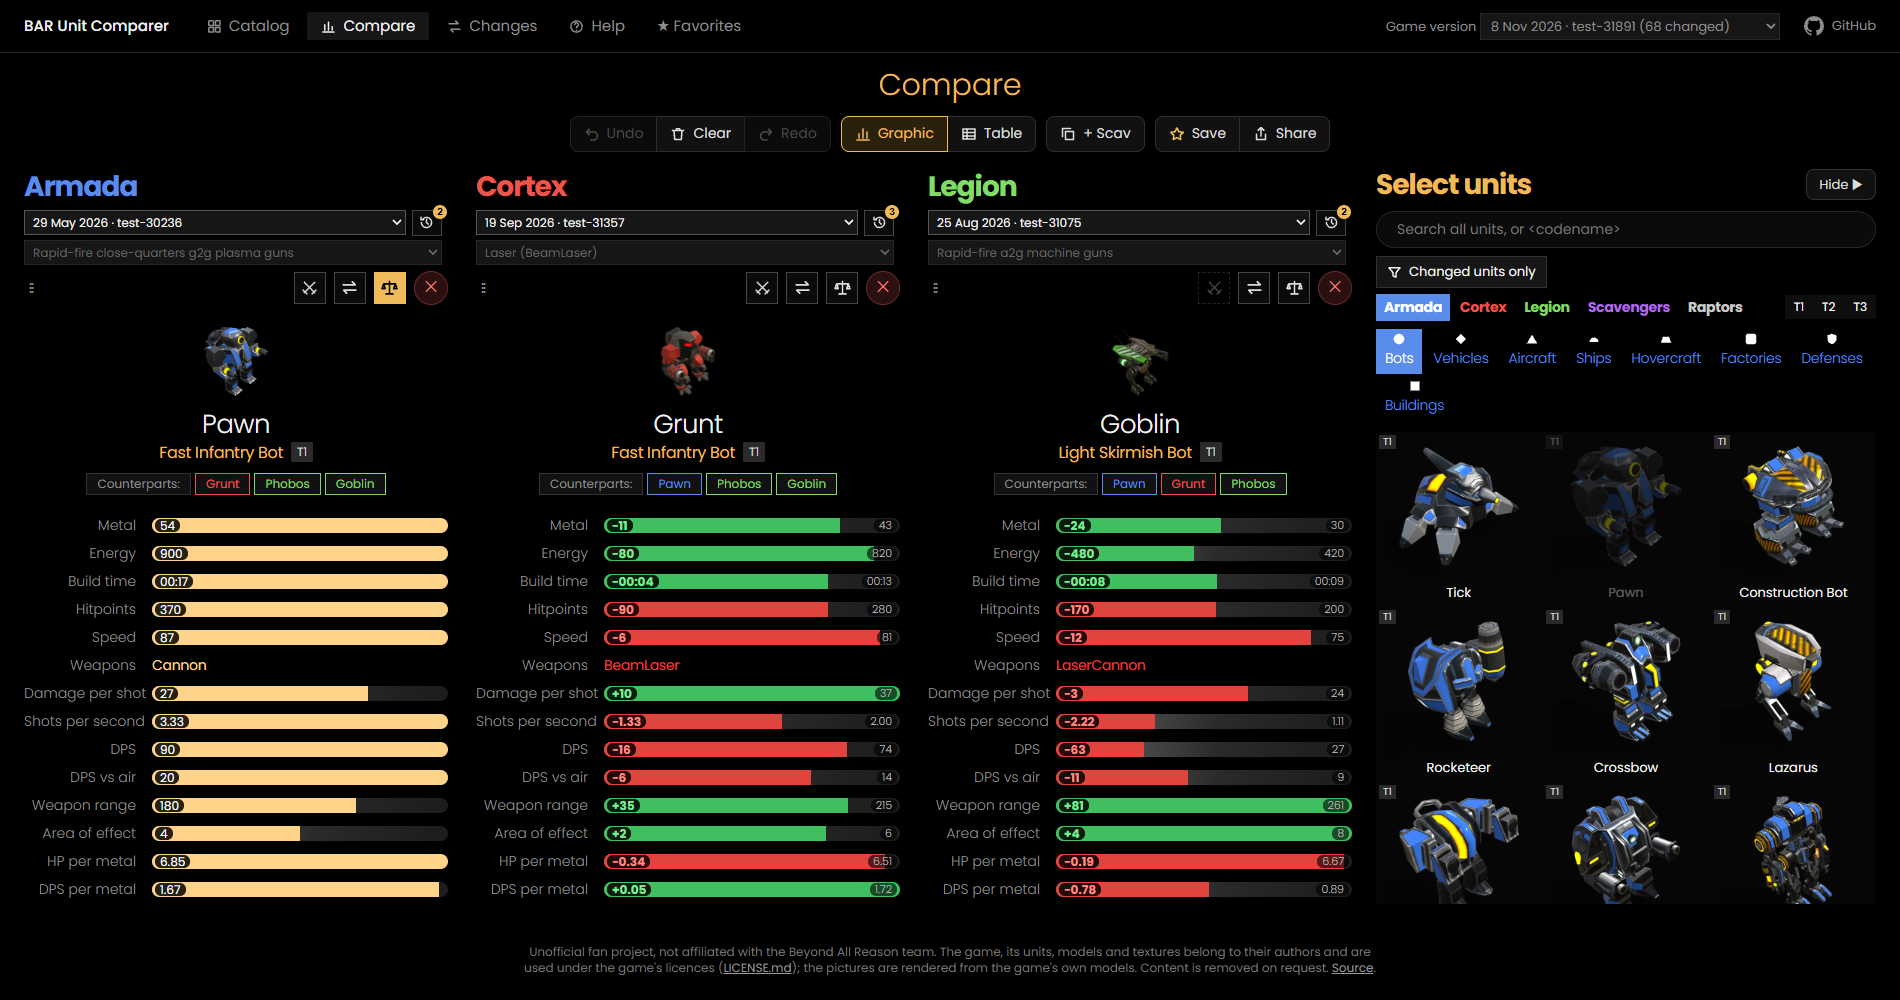 BAR Unit Comparer
Catalog
Compare
Changes
Help
★ Favorites
Game version
8 Nov 2026 · test-31891 (68 changed)
GitHub
Compare
Undo
Clear
Redo
Graphic
Table
+ Scav
Save
Share
Armada
29 May 2026 · test-30236
2
Rapid-fire close-quarters g2g plasma guns
Pawn
Fast Infantry Bot T1
Counterparts: Grunt Phobos Goblin
Metal 54
Energy 900
Build time 00:17
Hitpoints 370
Speed 87
Weapons Cannon
Damage per shot 27
Shots per second 3.33
DPS 90
DPS vs air 20
Weapon range 180
Area of effect 4
HP per metal 6.85
DPS per metal 1.67
Cortex
19 Sep 2026 · test-31357
3
Laser (BeamLaser)
Grunt
Fast Infantry Bot T1
Counterparts: Pawn Phobos Goblin
Metal -11 43
Energy -80 820
Build time -00:04 00:13
Hitpoints -90 280
Speed -6 81
Weapons BeamLaser
Damage per shot +10 37
Shots per second -1.33 2.00
DPS -16 74
DPS vs air -6 14
Weapon range +35 215
Area of effect +2 6
HP per metal -0.34 6.51
DPS per metal +0.05 1.72
Legion
25 Aug 2026 · test-31075
2
Rapid-fire a2g machine guns
Goblin
Light Skirmish Bot T1
Counterparts: Pawn Grunt Phobos
Metal -24 30
Energy -480 420
Build time -00:08 00:09
Hitpoints -170 200
Speed -12 75
Weapons LaserCannon
Damage per shot -3 24
Shots per second -2.22 1.11
DPS -63 27
DPS vs air -11 9
Weapon range +81 261
Area of effect +4 8
HP per metal -0.19 6.67
DPS per metal -0.78 0.89
Select units
Hide ▶
Search all units, or <codename>
Changed units only
Armada Cortex Legion Scavengers Raptors T1 T2 T3
Bots Vehicles Aircraft Ships Hovercraft Factories Defenses
Buildings
T1 T1 T1
Tick Pawn Construction Bot
T1 T1 T1
Rocketeer Crossbow Lazarus
T1 T1 T1
Unofficial fan project, not affiliated with the Beyond All Reason team. The game, its units, models and textures belong to their authors and are
used under the game's licences (LICENSE.md); the pictures are rendered from the game's own models. Content is removed on request. Source.